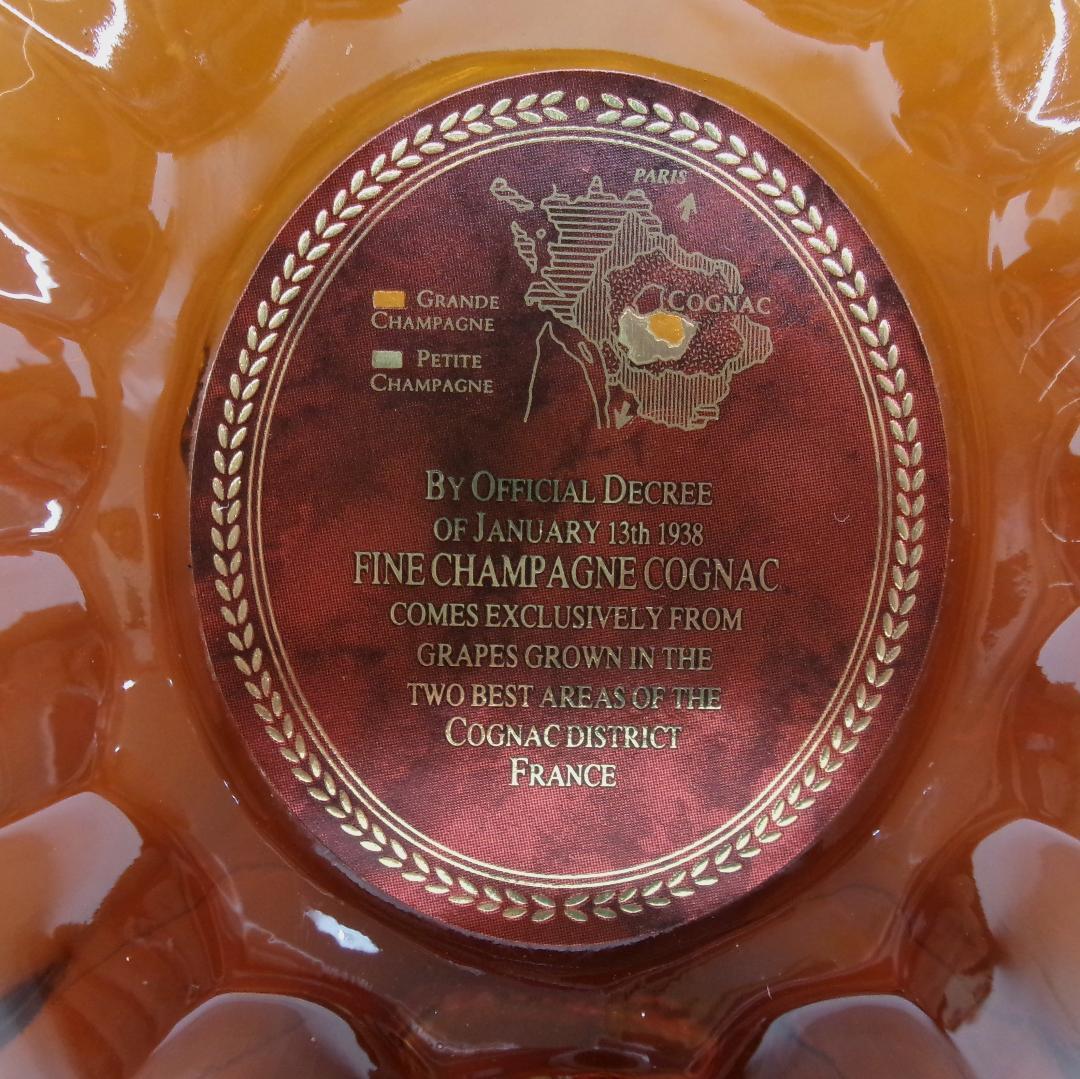 PARIS
COGNAC
GRANDE
CHAMPAGNE
PETITE
CHAMPAGNE
BY OFFICIAL DECREE
OF JANUARY 13th 1938
FINE CHAMPAGNE COGNAC
COMES EXCLUSIVELY FROM
GRAPES GROWN IN THE
TWO BEST AREAS OF THE
COGNAC DISTRICT
FRANCE